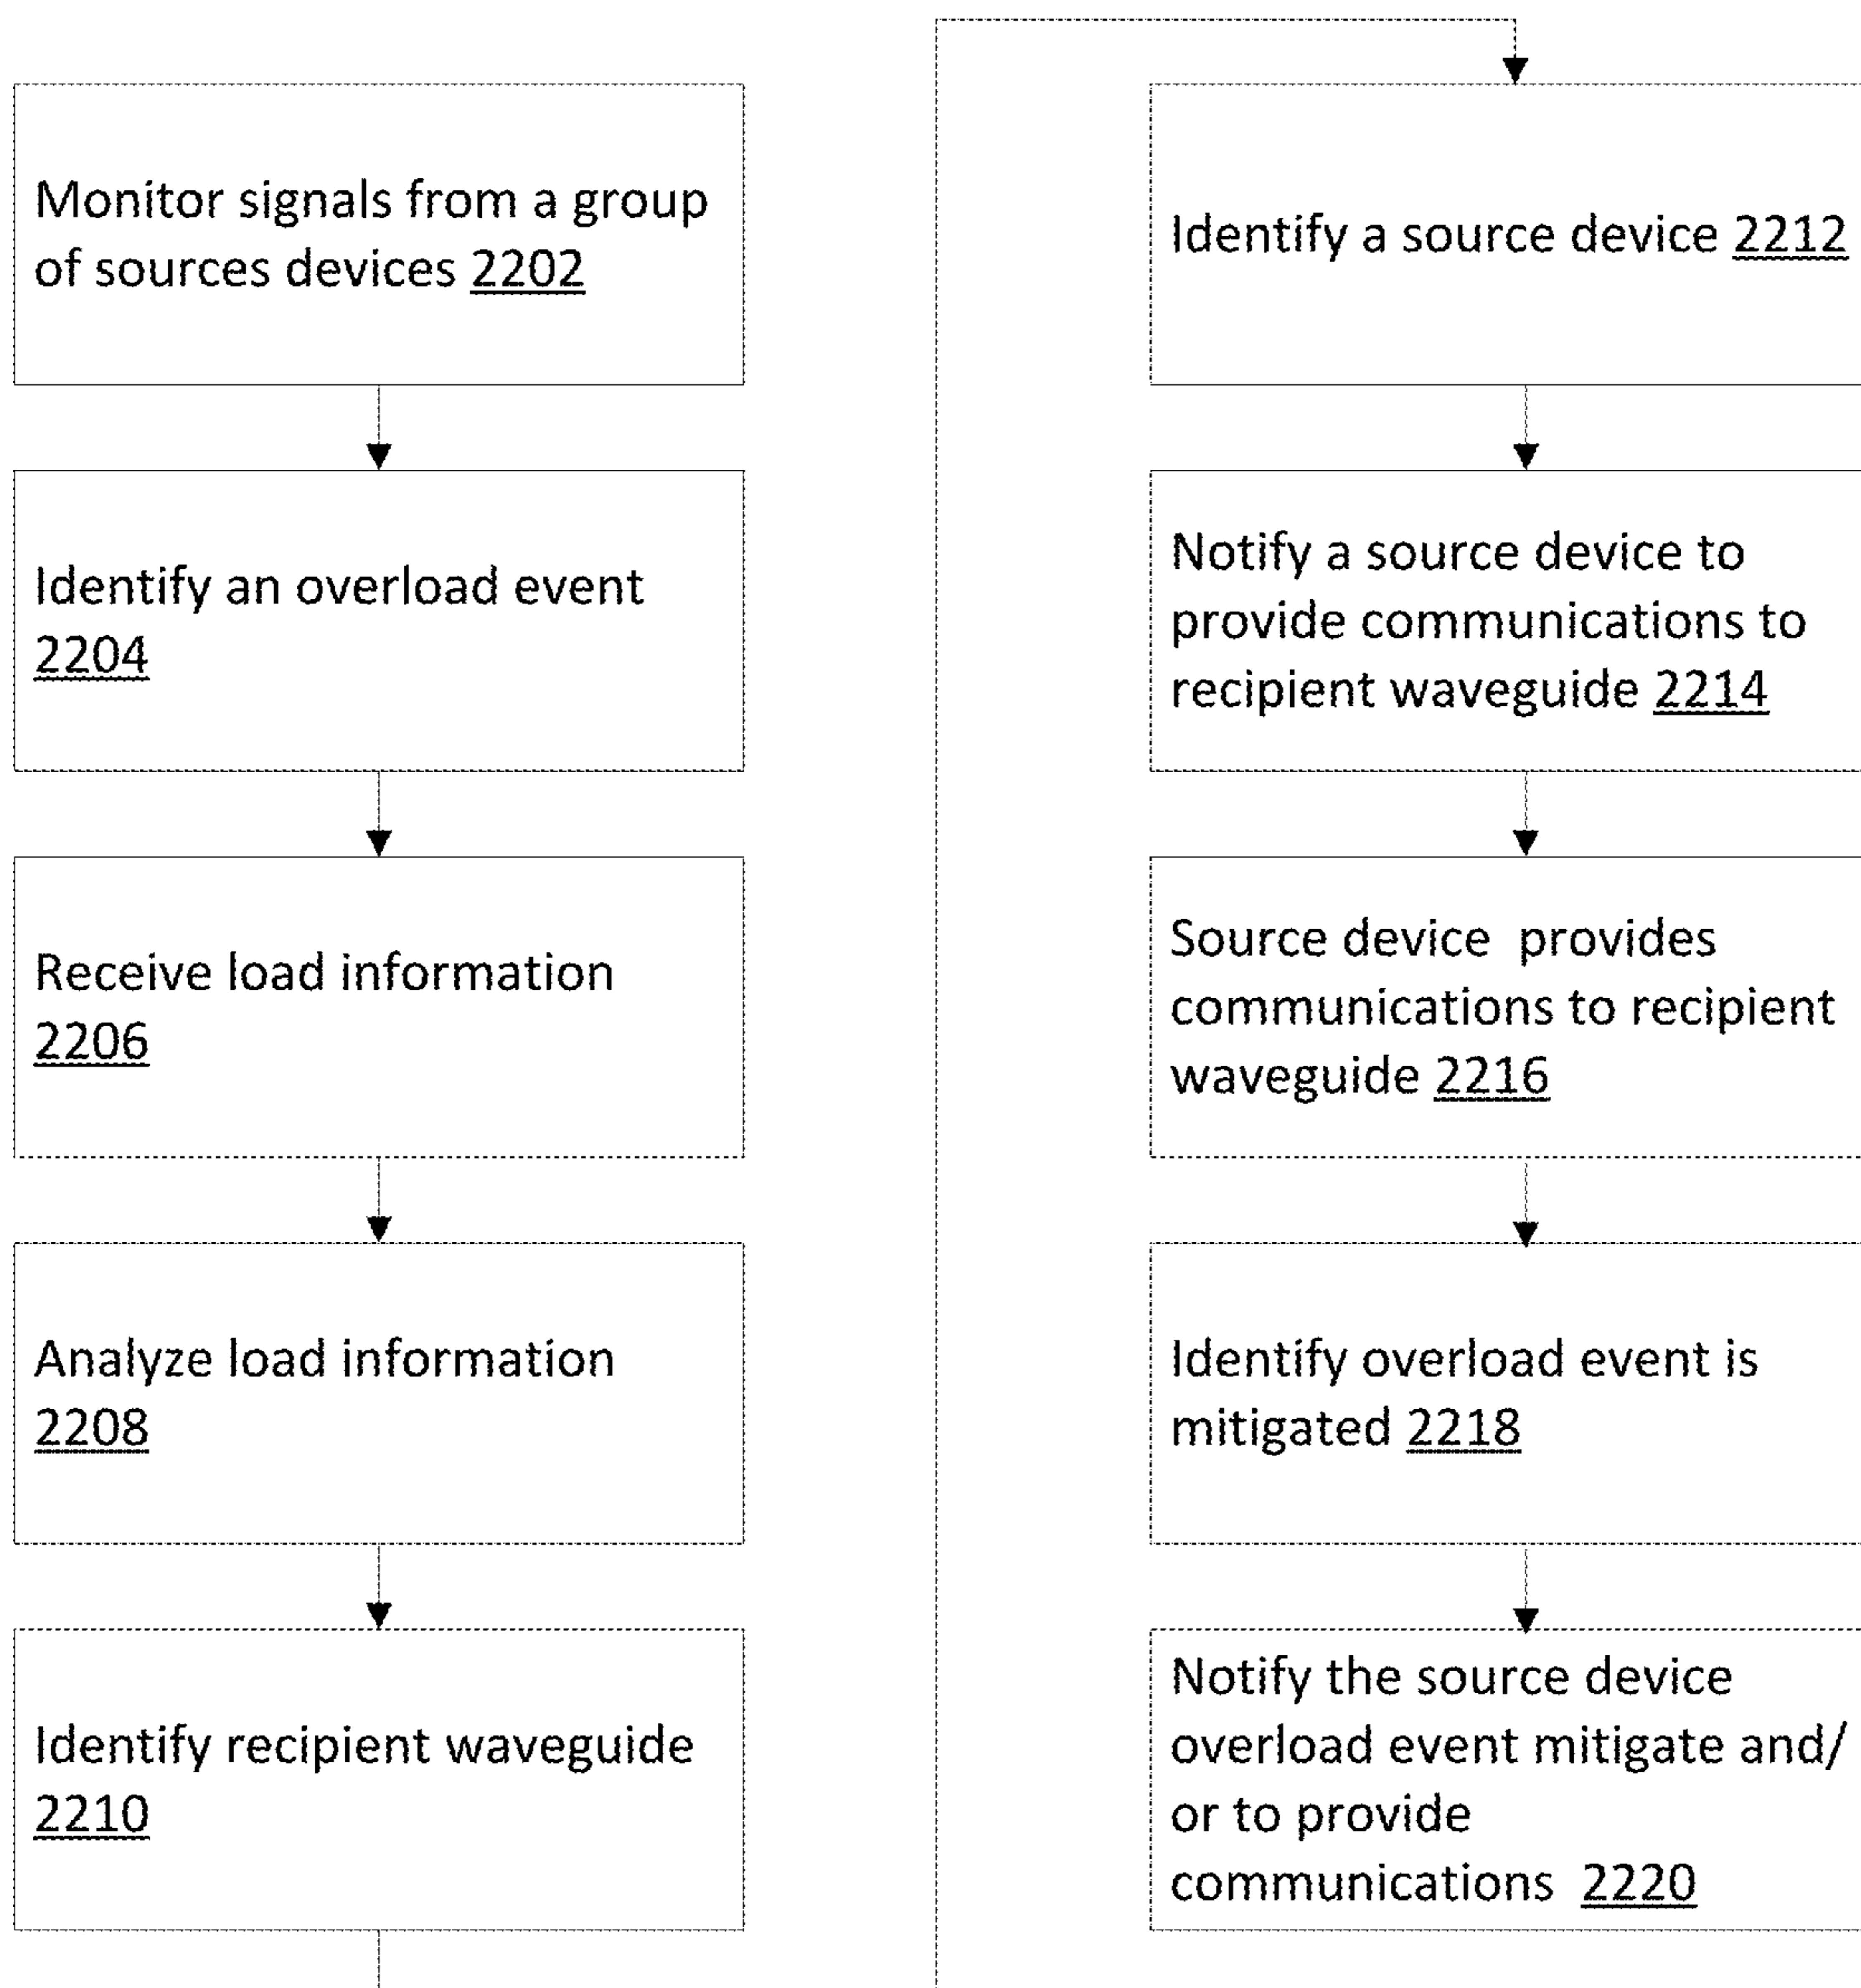 Monitor signals from a group
of sources devices 2202
Identify an overload event
2204
Receive load information
2206
Analyze load information
2208
Identify recipient waveguide
2210
Identify a source device 2212
Notify a source device to
provide communications to
recipient waveguide 2214
Source device  provides
communications to recipient
waveguide 2216
Identify overload event is
mitigated 2218
Notify the source device
overload event mitigate and/
or to provide
communications  2220